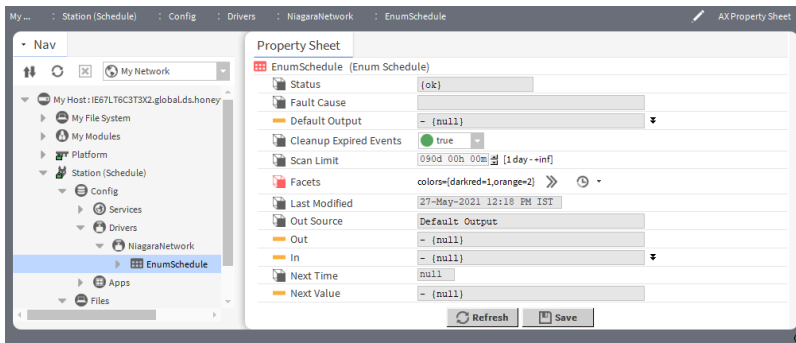 My ... : Station (Schedule) : Config : Drivers : NiagaraNetwork : EnumSchedule AX Property Sheet
Nav
My Network
My Host : IE67LT6C3T3X2.global.ds.honey
My File System
My Modules
Platform
Station (Schedule)
Config
Services
Drivers
NiagaraNetwork
EnumSchedule
Apps
Files
Property Sheet
EnumSchedule (Enum Schedule)
Status {ok}
Fault Cause
Default Output - {null}
Cleanup Expired Events true
Scan Limit 090d 00h 00m [1 day - +inf]
Facets colors={darkred=1,orange=2}
Last Modified 27-May-2021 12:18 PM IST
Out Source Default Output
Out - {null}
In - {null}
Next Time null
Next Value - {null}
Refresh Save